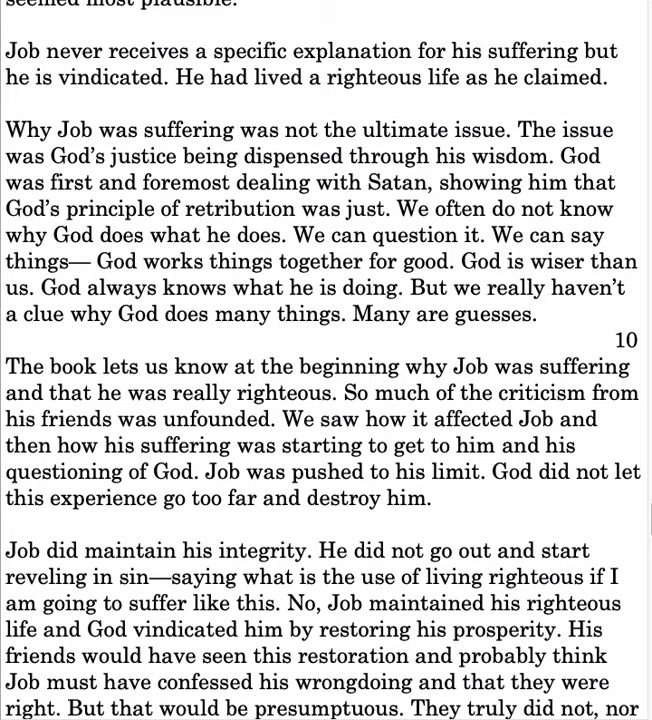 seemed most plausible.
Job never receives a specific explanation for his suffering but
he is vindicated. He had lived a righteous life as he claimed.
Why Job was suffering was not the ultimate issue. The issue
was God's justice being dispensed through his wisdom. God
was first and foremost dealing with Satan, showing him that
God's principle of retribution was just. We often do not know
why God does what he does. We can question it. We can say
things— God works things together for good. God is wiser than
us. God always knows what he is doing. But we really haven't
a clue why God does many things. Many are guesses.
10
The book lets us know at the beginning why Job was suffering
and that he was really righteous. So much of the criticism from
his friends was unfounded. We saw how it affected Job and
then how his suffering was starting to get to him and his
questioning of God. Job was pushed to his limit. God did not let
this experience go too far and destroy him.
Job did maintain his integrity. He did not go out and start
reveling in sin—saying what is the use of living righteous if I
am going to suffer like this. No, Job maintained his righteous
life and God vindicated him by restoring his prosperity. His
friends would have seen this restoration and probably think
Job must have confessed his wrongdoing and that they were
right. But that would be presumptuous. They truly did not, nor